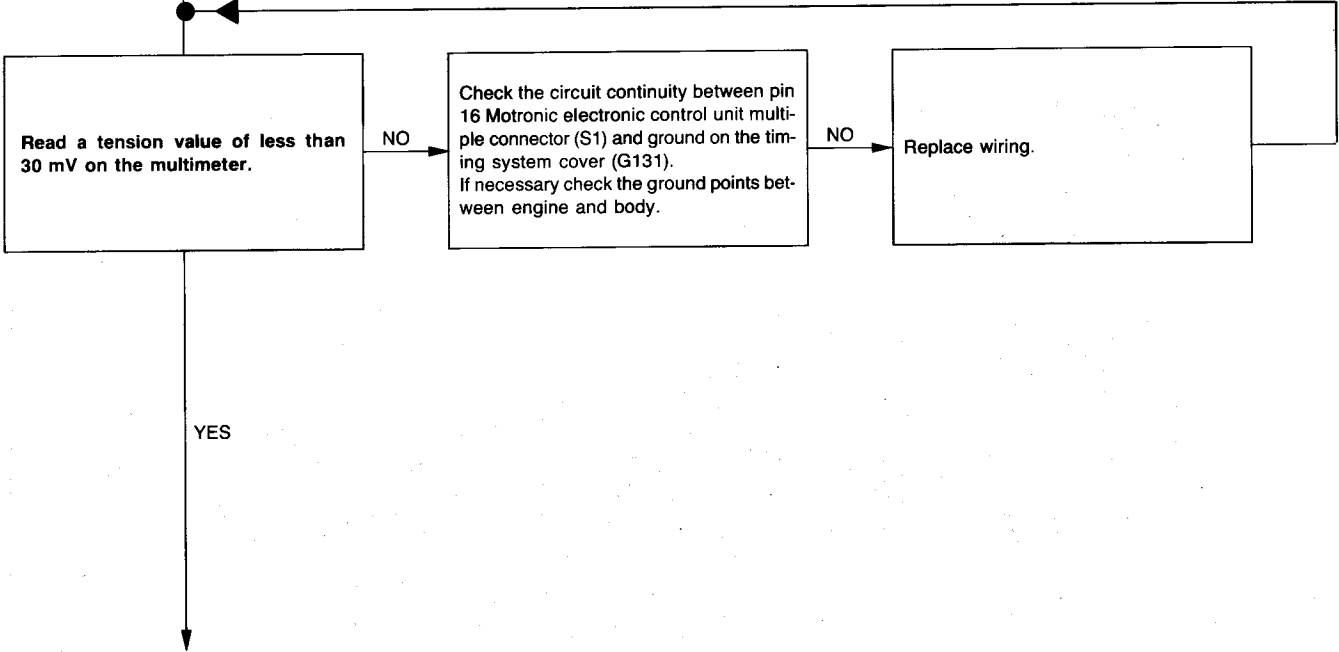 Read a tension value of less than
30 mV on the multimeter.
NO
Check the circuit continuity between pin
16 Motronic electronic control unit multi-
ple connector (S1) and ground on the tim-
ing system cover (G131).
If necessary check the ground points bet-
ween engine and body.
NO
Replace wiring.
YES